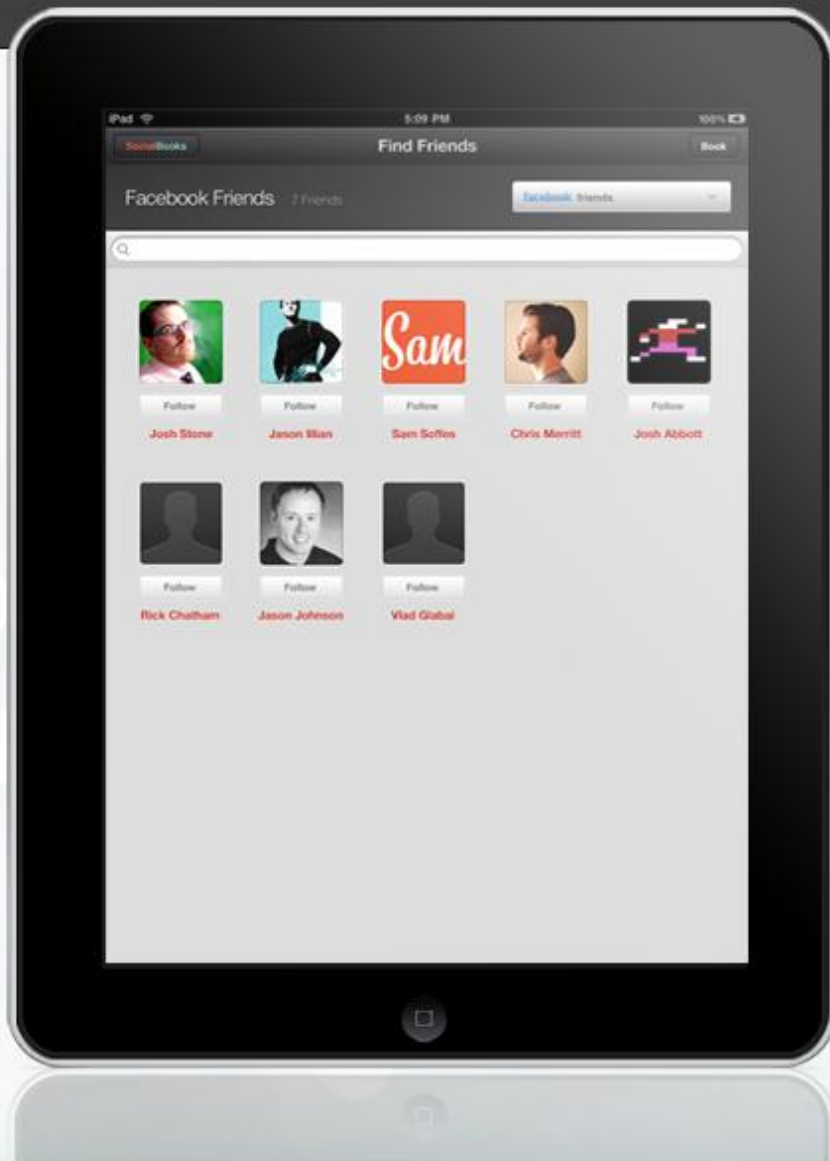 iPad 5:09 PM 100%
SocialBooks Find Friends Book
Facebook Friends 7 Friends facebook friends
Sam
Follow Follow Follow Follow Follow
Josh Stone Jason Illian Sam Soffes Chris Merritt Josh Abbott
Follow Follow Follow
Rick Chatham Jason Johnson Vlad Glabai